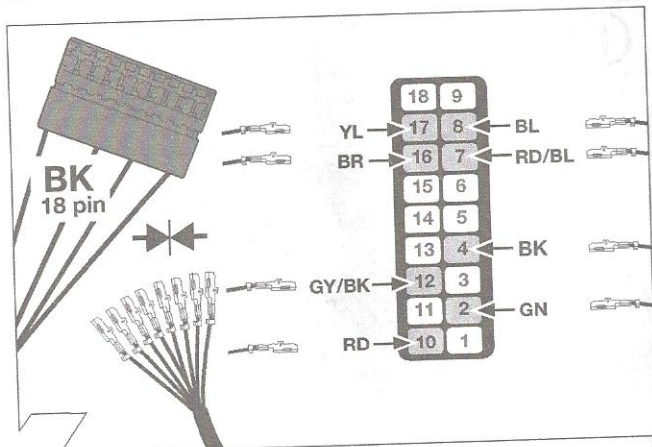 BK
18 pin
18 9
YL 17 8 BL
BR 16 7 RD/BL
15 6
14 5
13 4 BK
GY/BK 12 3
11 2 GN
RD 10 1